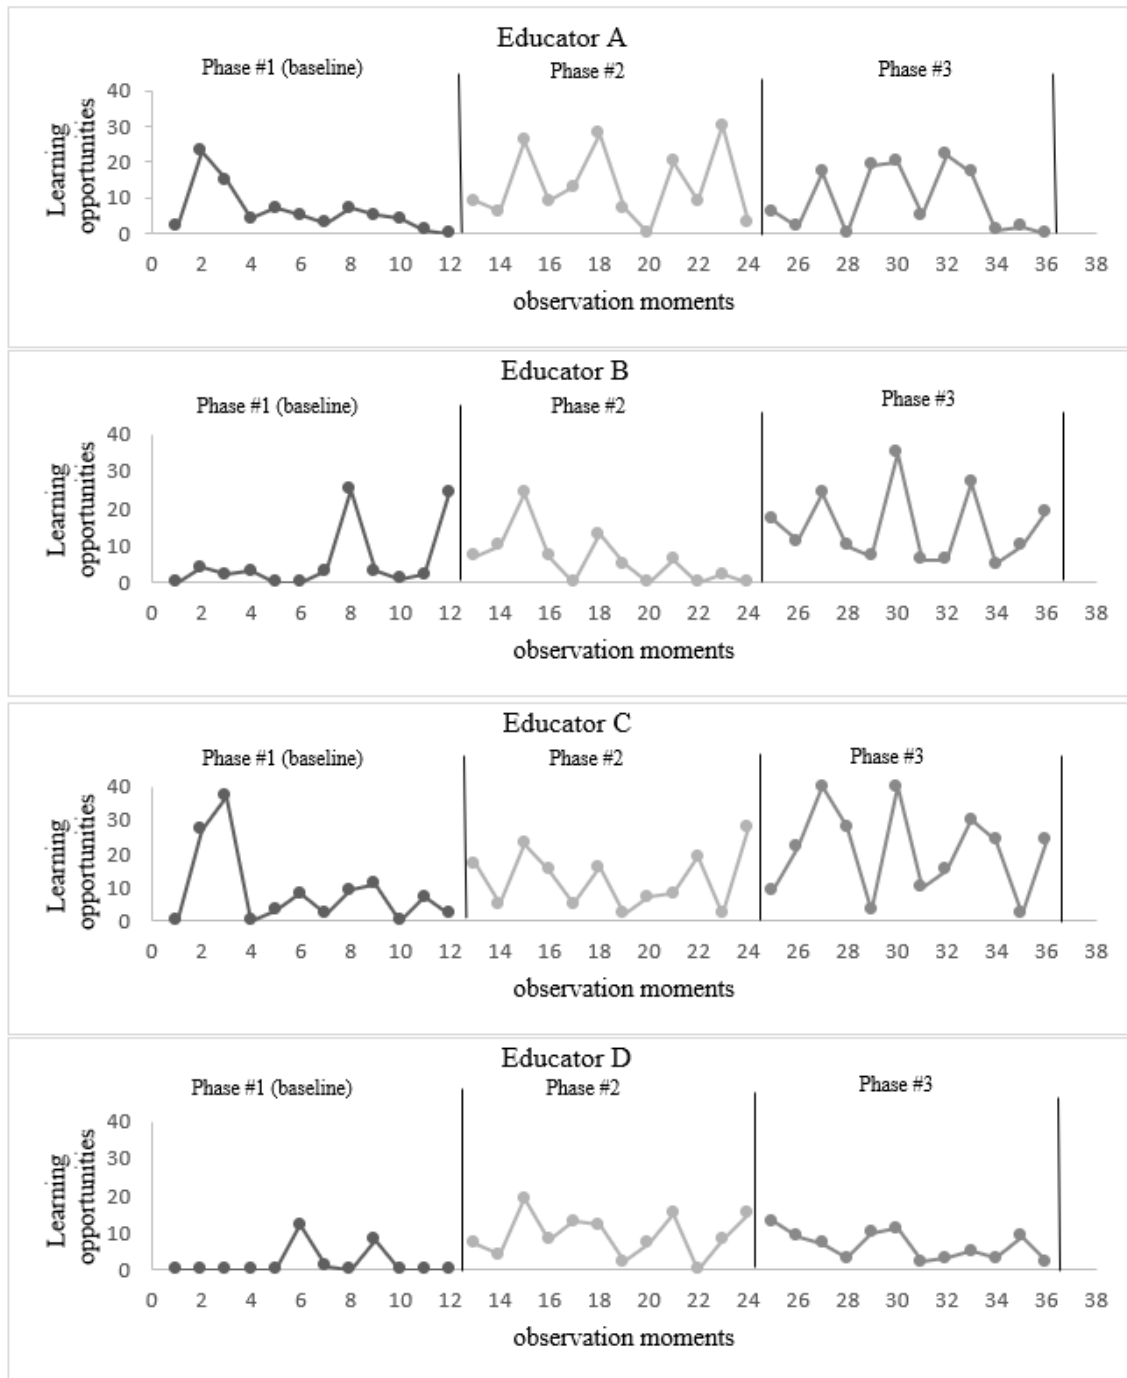 Educator A
Phase #1 (baseline)
Phase #2
Phase #3
Learning
opportunities
40
30
20
10
0
0 2 4 6 8 10 12 14 16 18 20 22 24 26 28 30 32 34 36 38
observation moments
Educator B
Phase #1 (baseline)
Phase #2
Phase #3
Learning
opportunities
40
30
20
10
0
0 2 4 6 8 10 12 14 16 18 20 22 24 26 28 30 32 34 36 38
observation moments
Educator C
Phase #1 (baseline)
Phase #2
Phase #3
Learning
opportunities
40
30
20
10
0
0 2 4 6 8 10 12 14 16 18 20 22 24 26 28 30 32 34 36 38
observation moments
Educator D
Phase #1 (baseline)
Phase #2
Phase #3
Learning
opportunities
40
30
20
10
0
0 2 4 6 8 10 12 14 16 18 20 22 24 26 28 30 32 34 36 38
observation moments